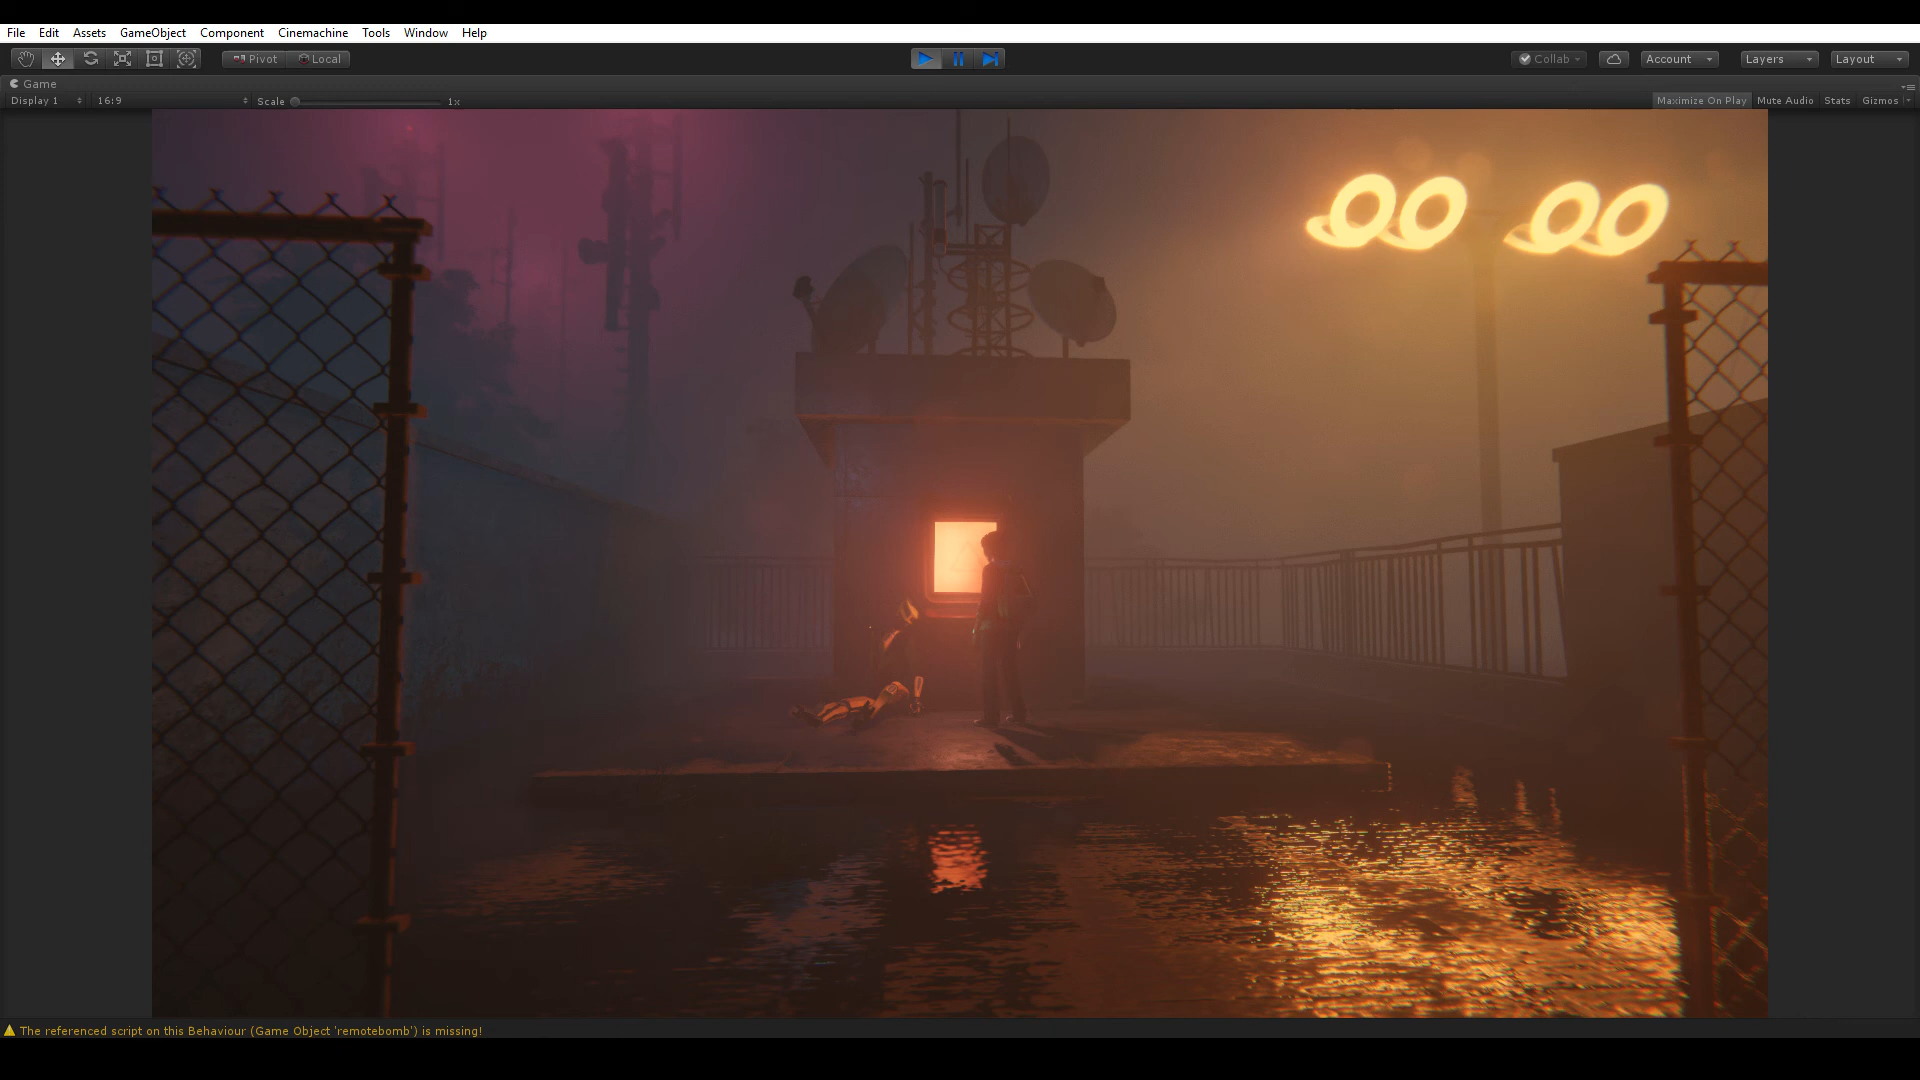 File Edit Assets GameObject Component Cinemachine Tools Window Help
Pivot Local Collab Account Layers Layout
Game
Display 1 16:9 Scale 1x Maximize On Play Mute Audio Stats Gizmos
The referenced script on this Behaviour (Game Object 'remotebomb') is missing!